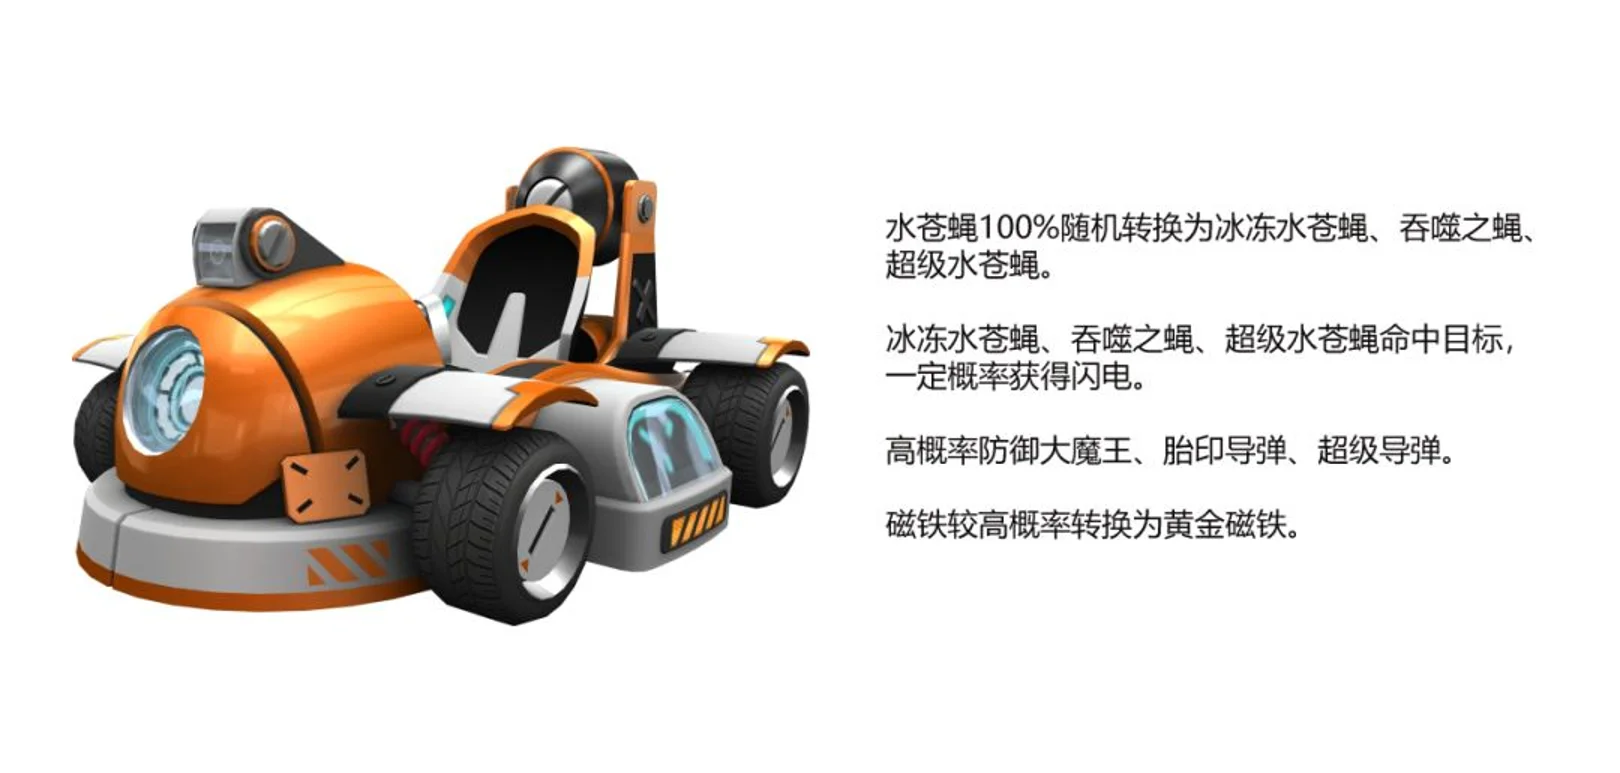 水苍蝇100%随机转换为冰冻水苍蝇、吞噬之蝇、
超级水苍蝇。
冰冻水苍蝇、吞噬之蝇、超级水苍蝇命中目标，
一定概率获得闪电。
高概率防御大魔王、胎印导弹、超级导弹。
磁铁较高概率转换为黄金磁铁。